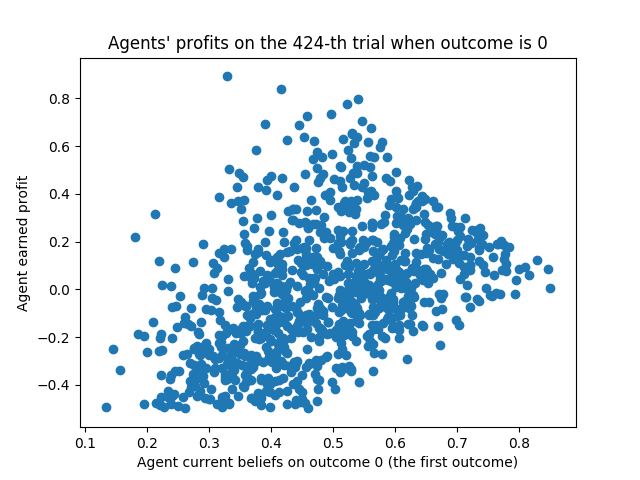 Agents' profits on the 424-th trial when outcome is 0
0.8
0.6
0.4
0.2
0.0
−0.2
−0.4
Agent earned profit
0.1 0.2 0.3 0.4 0.5 0.6 0.7 0.8
Agent current beliefs on outcome 0 (the first outcome)